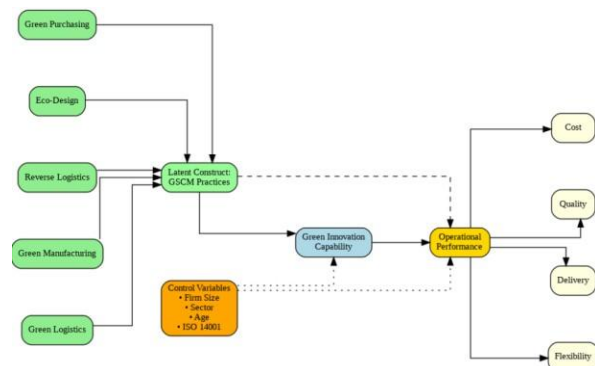 Green Purchasing
Eco-Design
Cost
Reverse Logistics
Latent Construct:
GSCM Practices
Quality
Green Manufacturing
Green Innovation
Capability
Operational
Performance
Delivery
Control Variables
• Firm Size
• Sector
• Age
• ISO 14001
Green Logistics
Flexibility